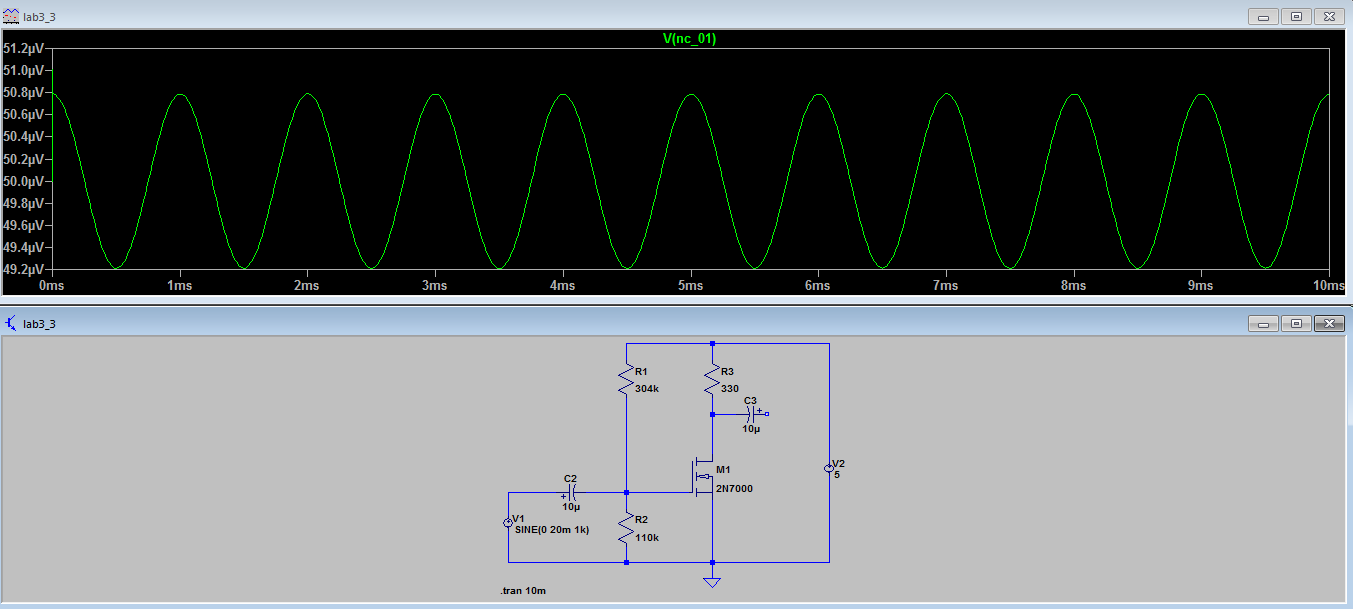 lab3_3
V(nc_01)
51.2µV
51.0µV
50.8µV
50.6µV
50.4µV
50.2µV
50.0µV
49.8µV
49.6µV
49.4µV
49.2µV
0ms 1ms 2ms 3ms 4ms 5ms 6ms 7ms 8ms 9ms 10ms
lab3_3
R1
304k
R3
330
C3
+
10µ
V2
5
M1
2N7000
C2
+
10µ
V1
SINE(0 20m 1k)
R2
110k
.tran 10m